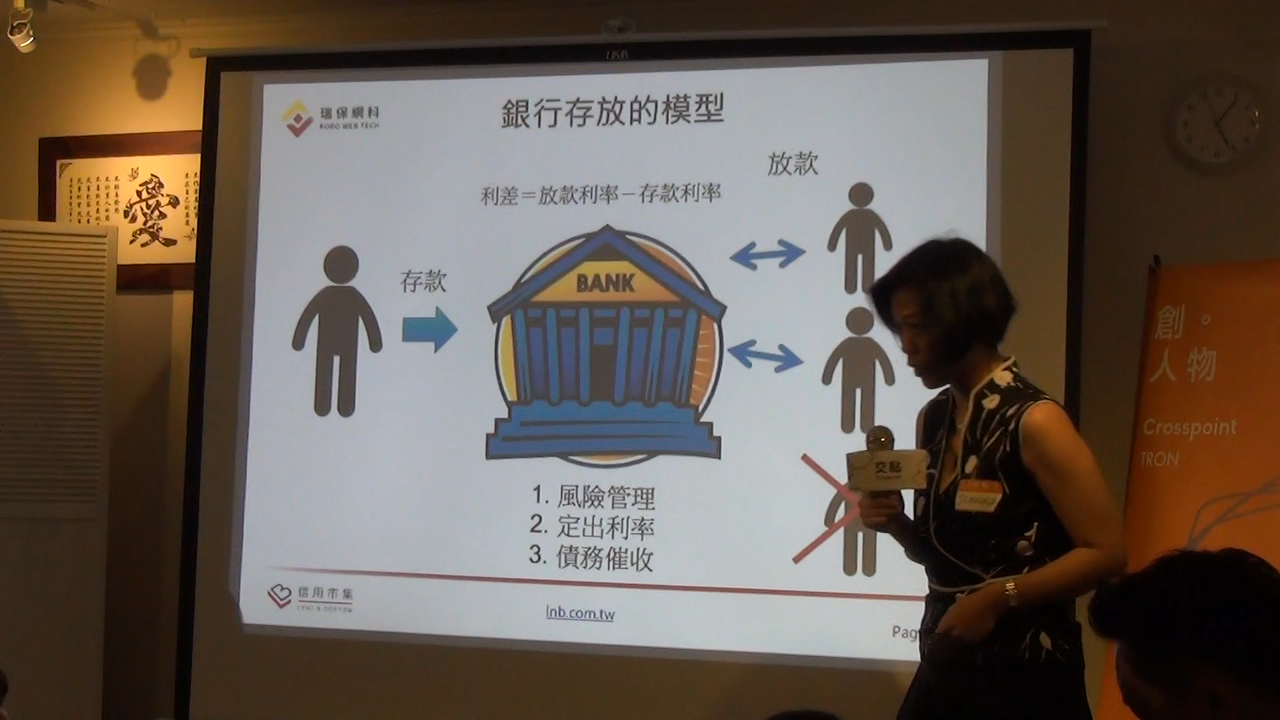 瑞保網科
ROBO WEB TECH
銀行存放的模型
放款
利差＝放款利率－存款利率
存款
BANK
1. 風險管理
2. 定出利率
3. 債務催收
信用市集
LEND & BORROW
lnb.com.tw
Pag
愛
交點
創。
人物
Crosspoint
TRON